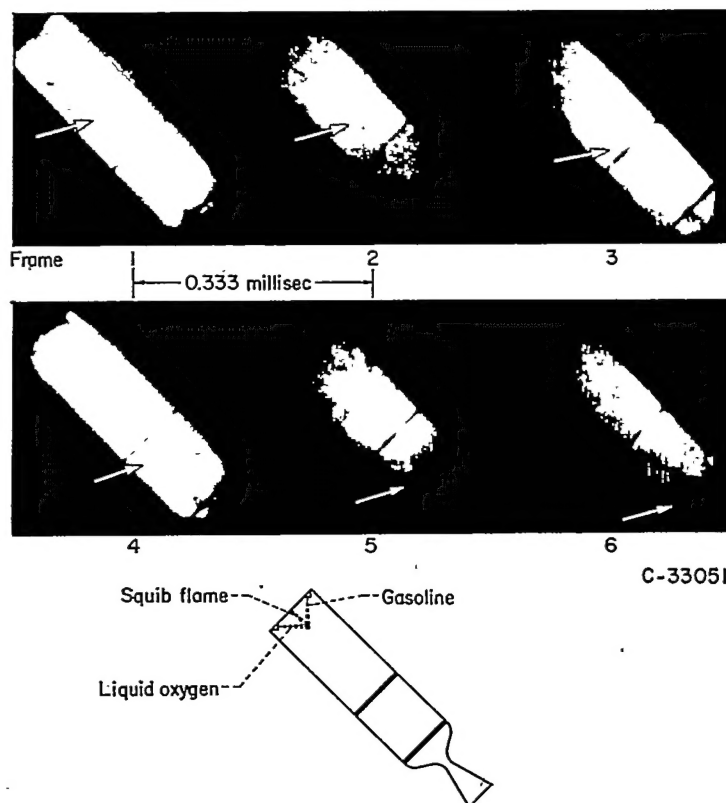 Frame 1 2 3
0.333 millisec
4 5 6
C-33051
Squib flame
Gasoline
Liquid oxygen